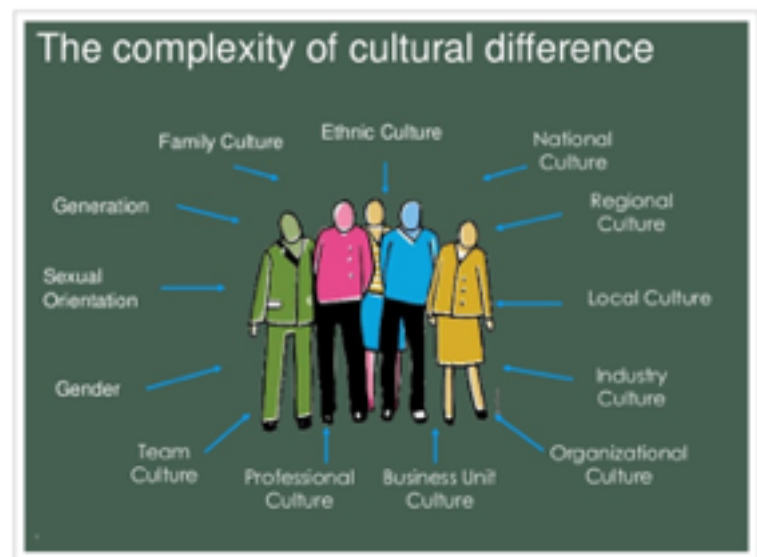 The complexity of cultural difference
Family Culture
Ethnic Culture
National
Culture
Generation
Regional
Culture
Sexual
Orientation
Local Culture
Gender
Industry
Culture
Team
Culture
Professional
Culture
Business Unit
Culture
Organizational
Culture